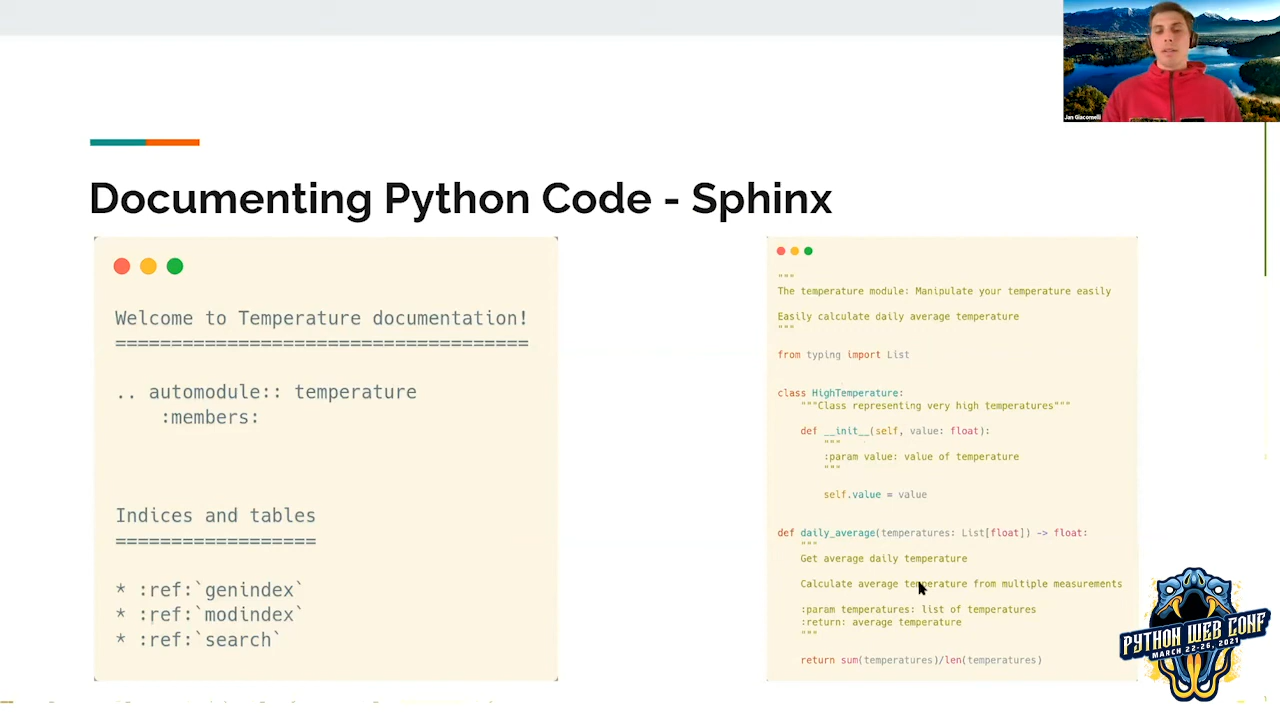 Jan Giacomelli
Documenting Python Code - Sphinx
Welcome to Temperature documentation!
=====================================
.. automodule:: temperature
    :members:
Indices and tables
==================
* :ref:`genindex`
* :ref:`modindex`
* :ref:`search`
"""
The temperature module: Manipulate your temperature easily
Easily calculate daily average temperature
"""
from typing import List
class HighTemperature:
    """Class representing very high temperatures"""
    def __init__(self, value: float):
        """
        :param value: value of temperature
        """
        self.value = value
def daily_average(temperatures: List[float]) -> float:
    """
    Get average daily temperature
    Calculate average temperature from multiple measurements
    :param temperatures: list of temperatures
    :return: average temperature
    """
    return sum(temperatures)/len(temperatures)
PYTHON WEB CONF
MARCH 22-26, 2021